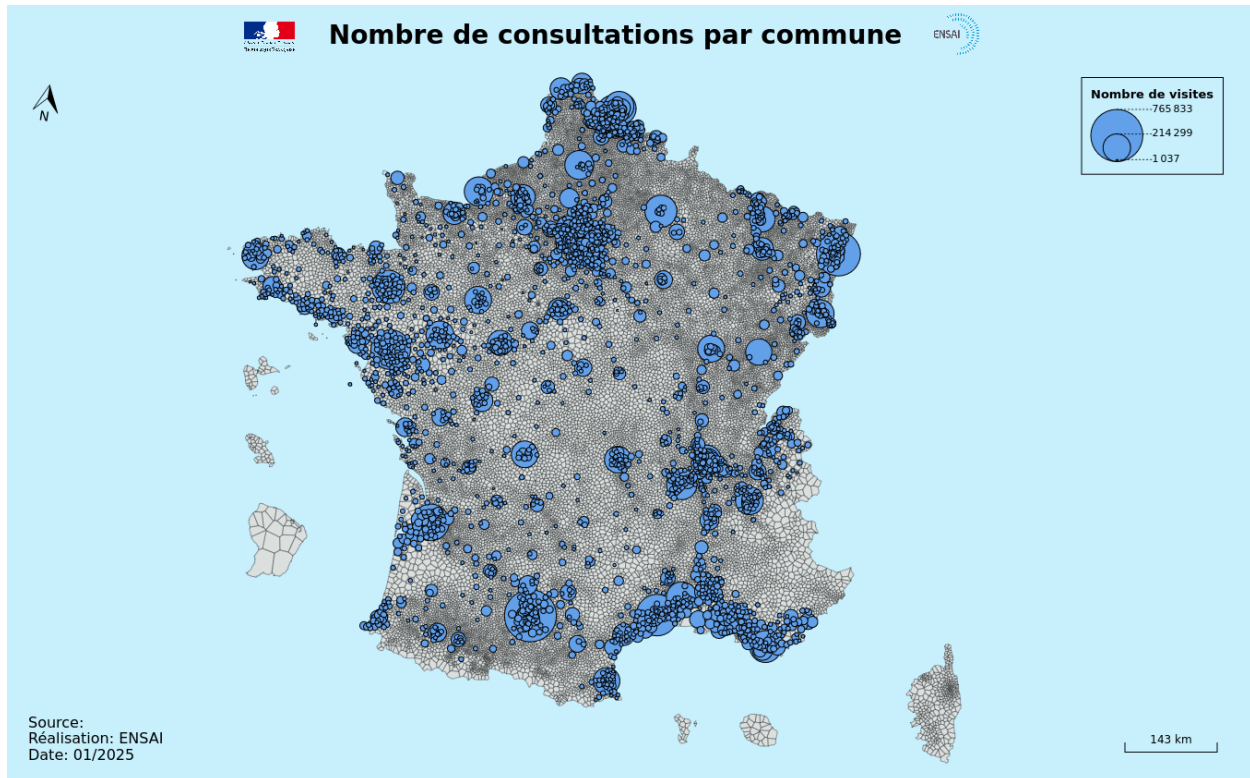 Nombre de consultations par commune
ENSAI
N
Nombre de visites
765 833
214 299
1 037
Source:
Réalisation: ENSAI
Date: 01/2025
143 km